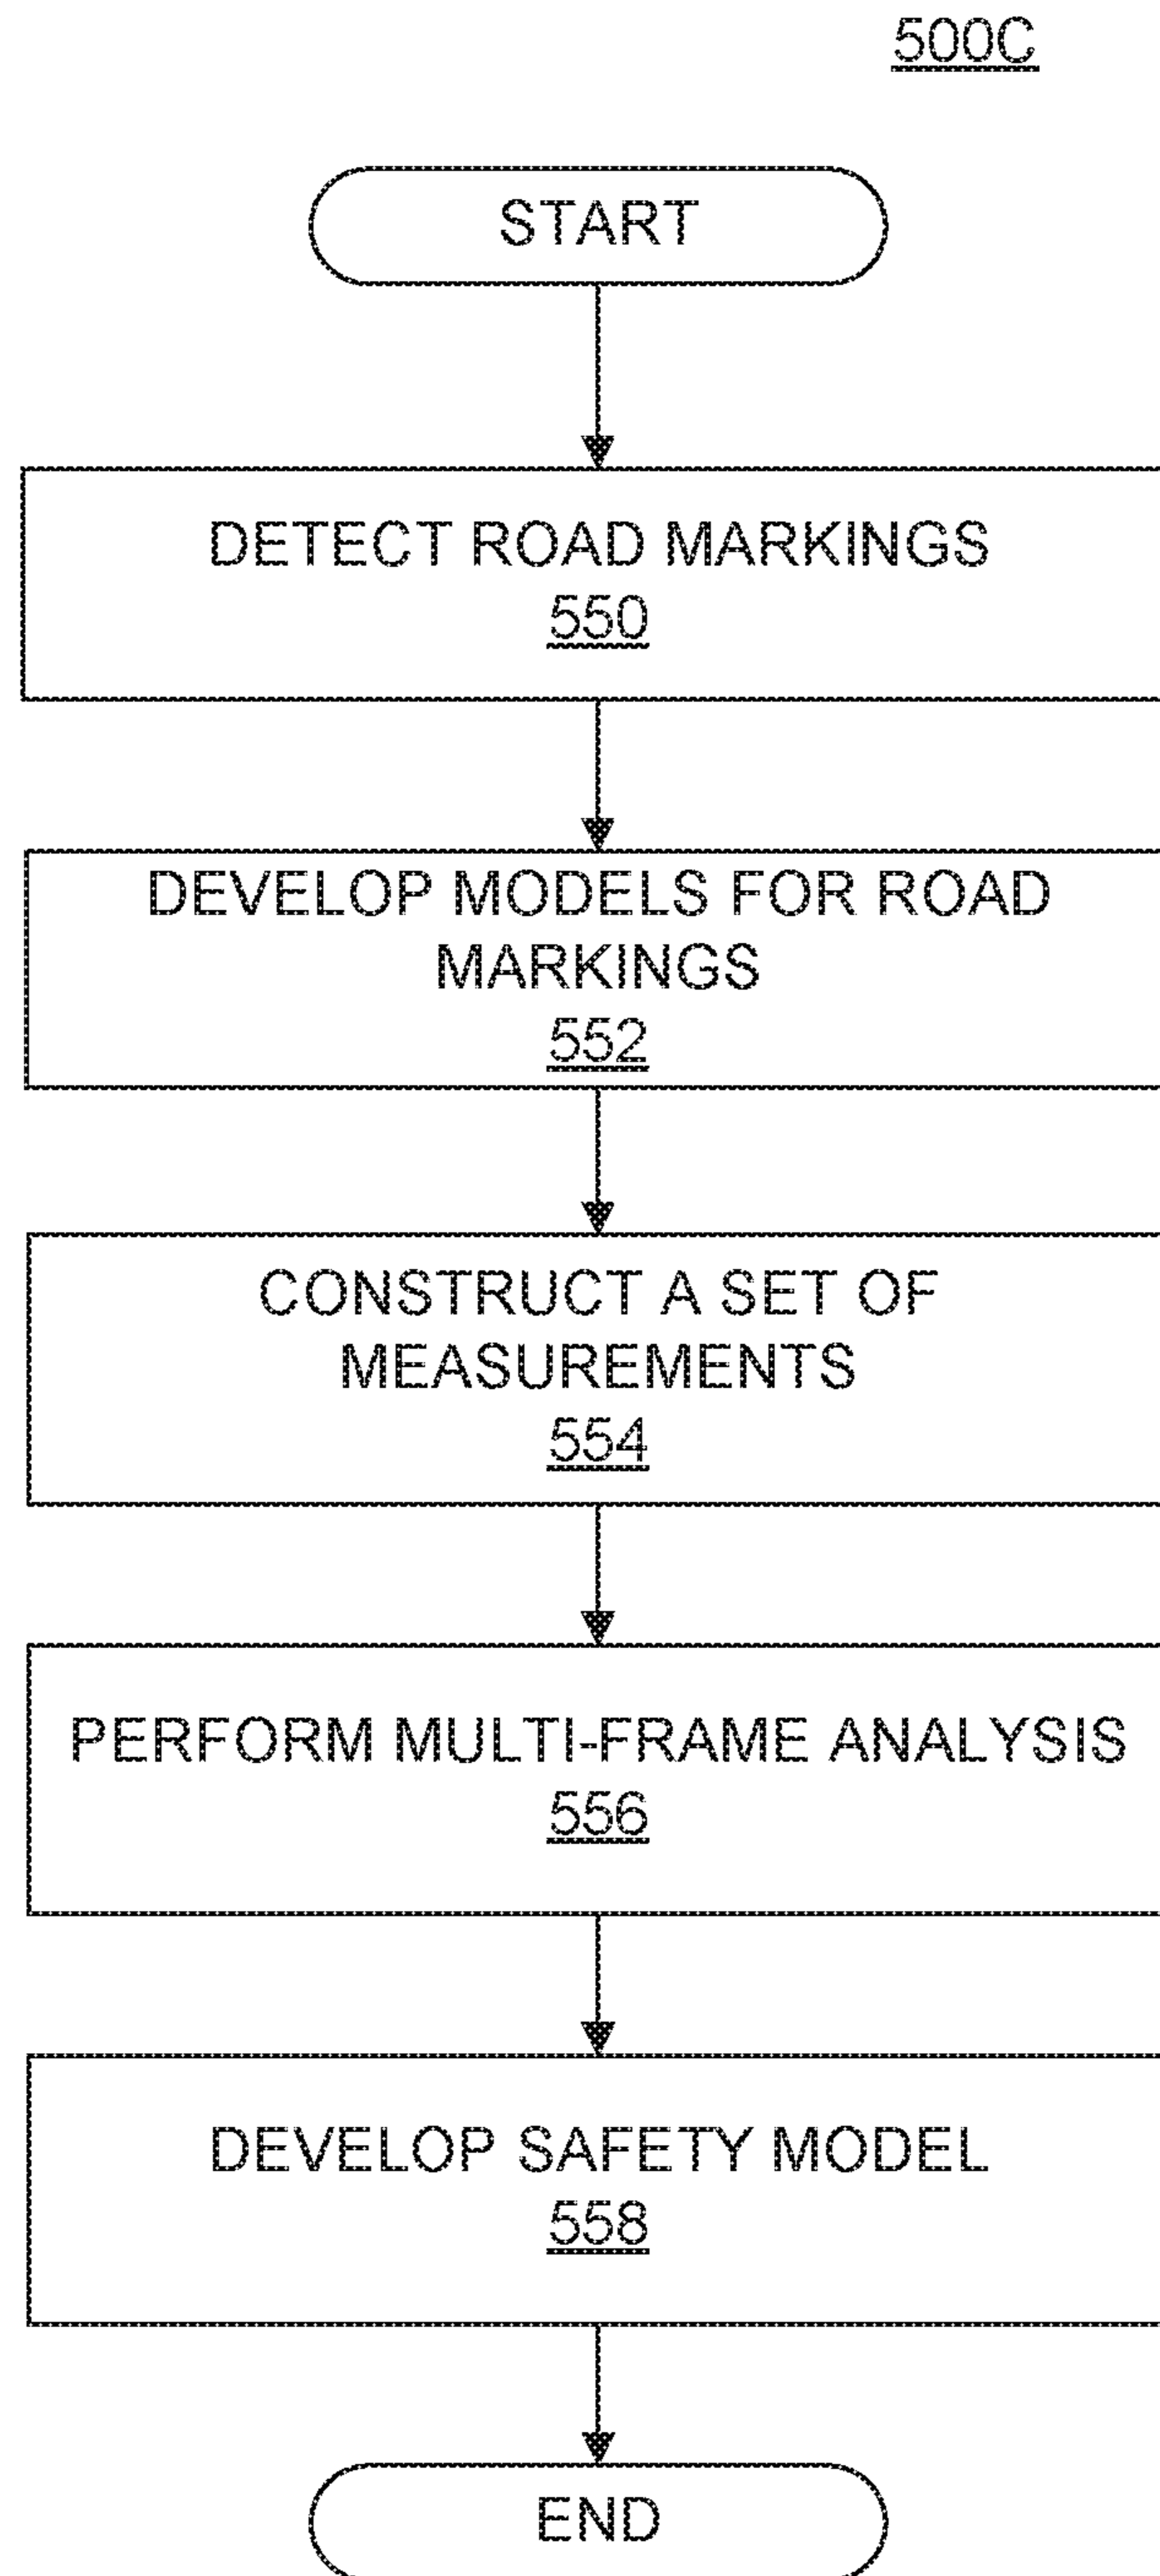 500C
START
DETECT ROAD MARKINGS
550
DEVELOP MODELS FOR ROAD
MARKINGS
552
CONSTRUCT A SET OF
MEASUREMENTS
554
PERFORM MULTI-FRAME ANALYSIS
556
DEVELOP SAFETY MODEL
558
END